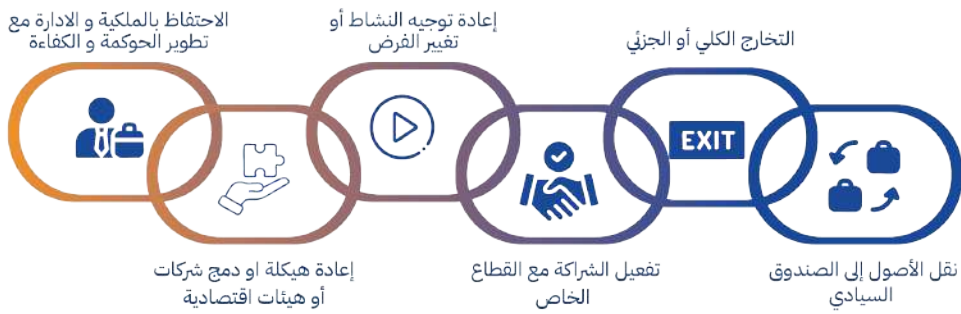 الاحتفاظ بالملكية و الادارة مع
تطوير الحوكمة و الكفاءة
إعادة توجيه النشاط أو
تغيير الفرض
التخارج الكلي أو الجزئي
EXIT
إعادة هيكلة او دمج شركات
أو هيئات اقتصادية
تفعيل الشراكة مع القطاع
الخاص
نقل الأصول إلى الصندوق
السيادي